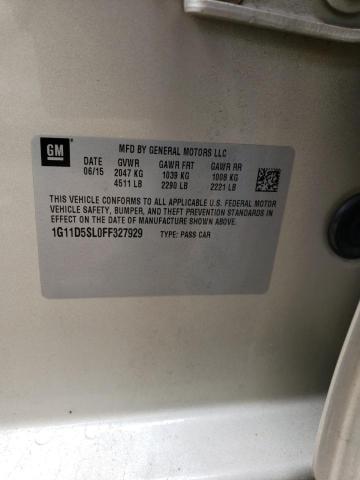 GM
MFD BY GENERAL MOTORS LLC
DATE GVWR GAWR FRT GAWR RR
06/15 2047 KG 1039 KG 1008 KG
4511 LB 2290 LB 2221 LB
THIS VEHICLE CONFORMS TO ALL APPLICABLE U.S. FEDERAL MOTOR
VEHICLE SAFETY, BUMPER, AND THEFT PREVENTION STANDARDS IN
EFFECT ON THE DATE OF MANUFACTURE SHOWN ABOVE.
1G11D5SL0FF327929 TYPE: PASS CAR